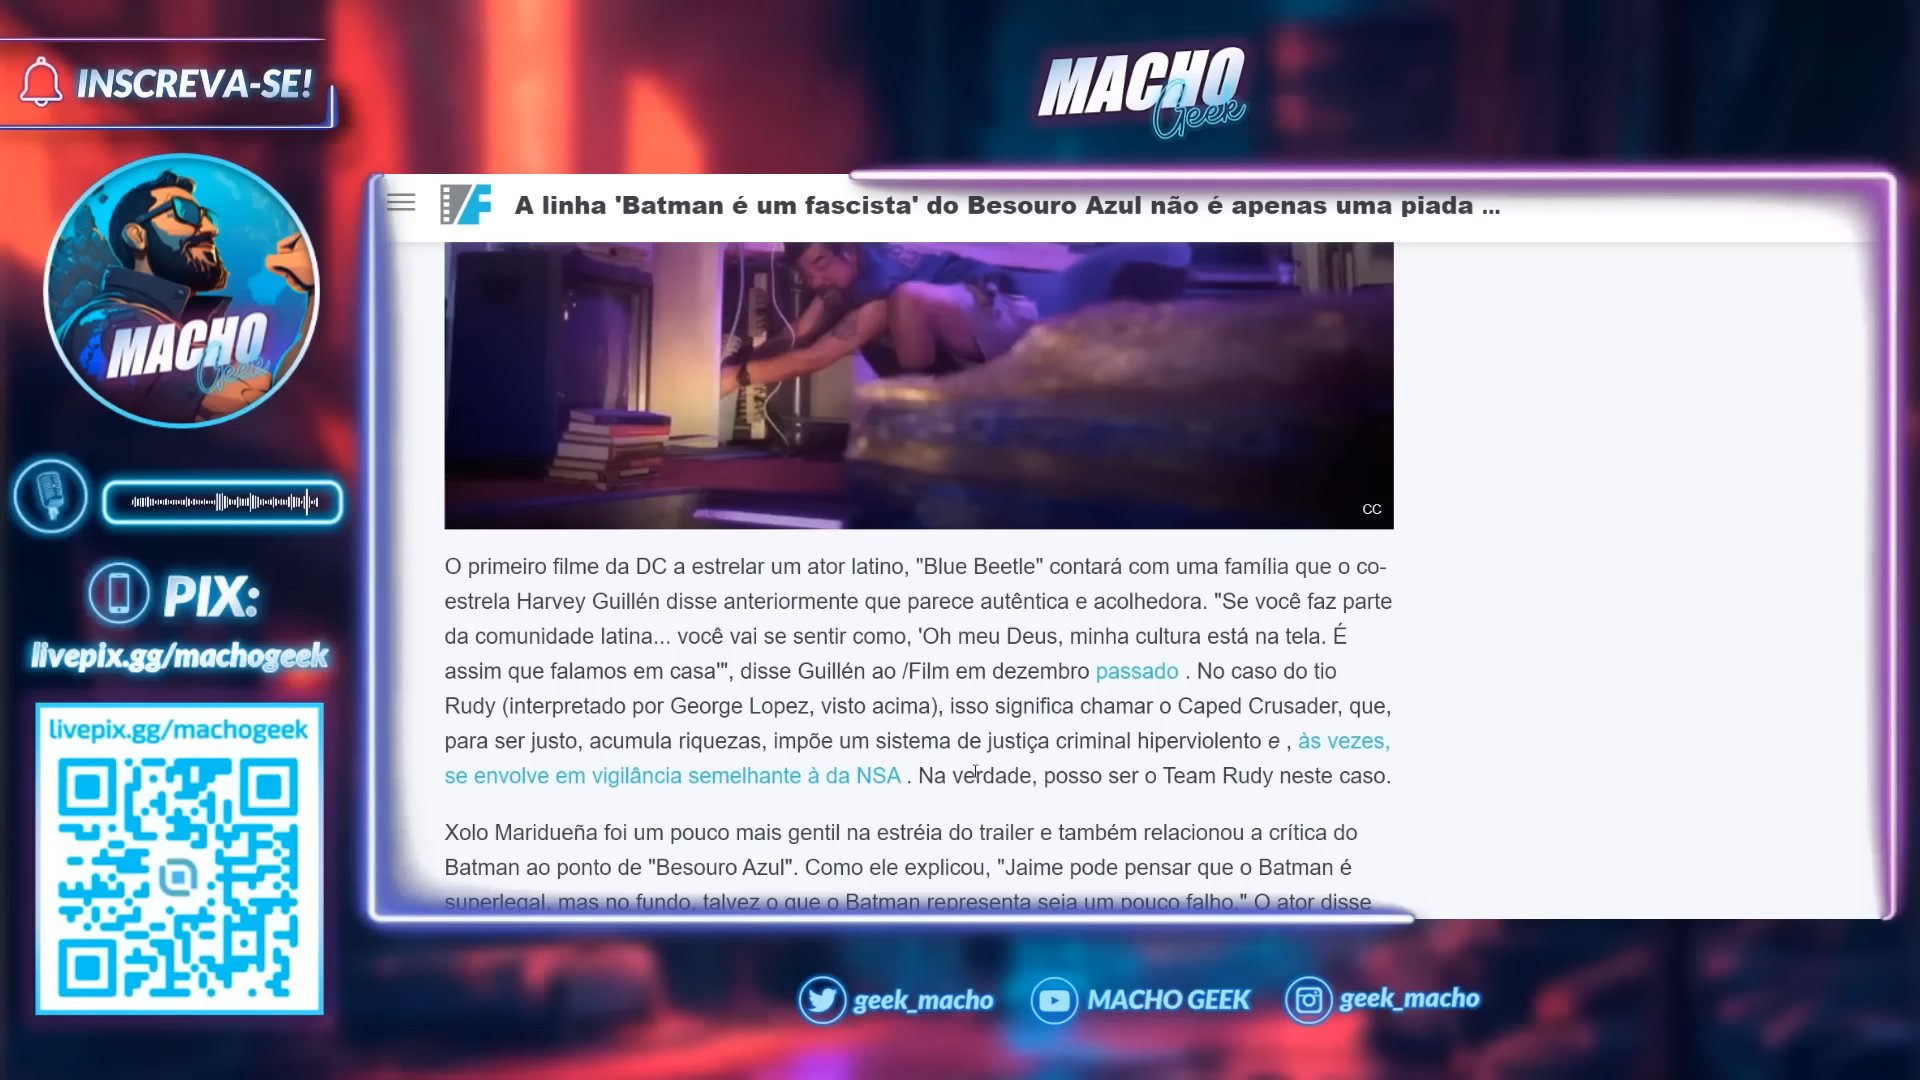 INSCREVA-SE!
MACHO
Geek
A linha 'Batman é um fascista' do Besouro Azul não é apenas uma piada ...
MACHO
Geek
CC
O primeiro filme da DC a estrelar um ator latino, "Blue Beetle" contará com uma família que o co-
estrela Harvey Guillén disse anteriormente que parece autêntica e acolhedora. "Se você faz parte
da comunidade latina... você vai se sentir como, 'Oh meu Deus, minha cultura está na tela. É
assim que falamos em casa'", disse Guillén ao /Film em dezembro passado . No caso do tio
Rudy (interpretado por George Lopez, visto acima), isso significa chamar o Caped Crusader, que,
para ser justo, acumula riquezas, impõe um sistema de justiça criminal hiperviolento e , às vezes,
se envolve em vigilância semelhante à da NSA . Na verdade, posso ser o Team Rudy neste caso.
Xolo Maridueña foi um pouco mais gentil na estréia do trailer e também relacionou a crítica do
Batman ao ponto de "Besouro Azul". Como ele explicou, "Jaime pode pensar que o Batman é
superlegal, mas no fundo, talvez o que o Batman representa seja um pouco falho." O ator disse
PIX:
livepix.gg/machogeek
livepix.gg/machogeek
geek_macho
MACHO GEEK
geek_macho